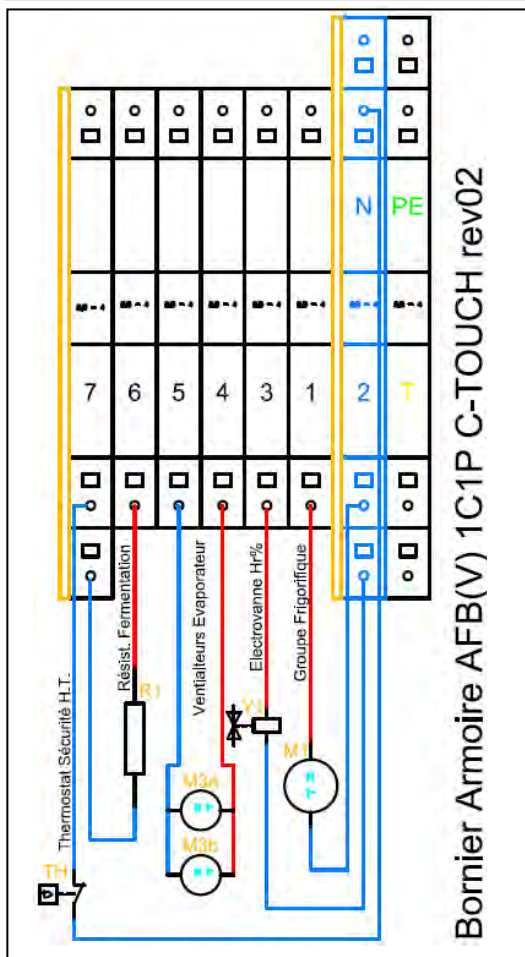 N PE
7 6 5 4 3 1 2 T
Thermostat Sécurité H.T.
Résist. Fermentation
Ventialteurs Evaporateur
Electrovanne Hr%
Groupe Frigorifique
TH
R1
M3a
M3b
V1
M1
Bornier Armoire AFB(V) 1C1P C-TOUCH rev02